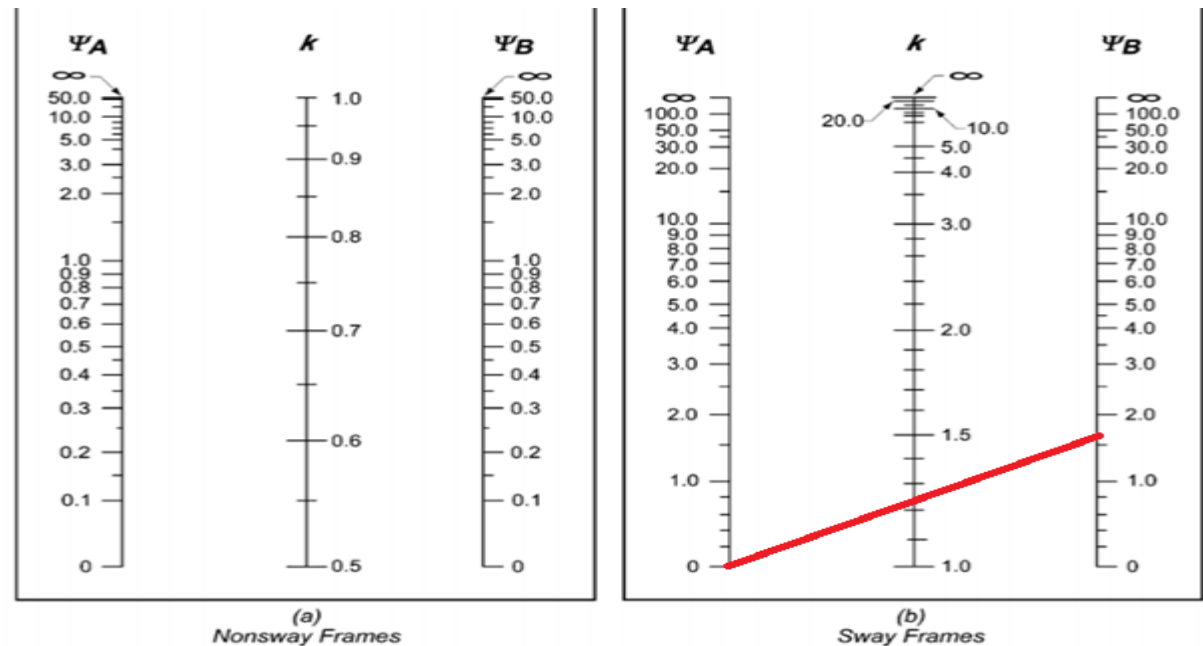 ΨA k ΨB
∞ ∞
50.0 1.0 50.0
10.0 10.0
5.0 0.9 5.0
3.0 3.0
2.0 2.0
0.8
1.0 1.0
0.9 0.9
0.8 0.8
0.7 0.7
0.6 0.7 0.6
0.5 0.5
0.4 0.4
0.3 0.3
0.6
0.2 0.2
0.1 0.1
0 0.5 0
(a)
Nonsway Frames
ΨA k ΨB
∞
∞ ∞
100.0 20.0 10.0 100.0
50.0 50.0
30.0 5.0 30.0
20.0 4.0 20.0
10.0 3.0 10.0
9.0 9.0
8.0 8.0
7.0 7.0
6.0 6.0
5.0 5.0
4.0 2.0 4.0
3.0 3.0
2.0 2.0
1.5
1.0 1.0
0 1.0 0
(b)
Sway Frames